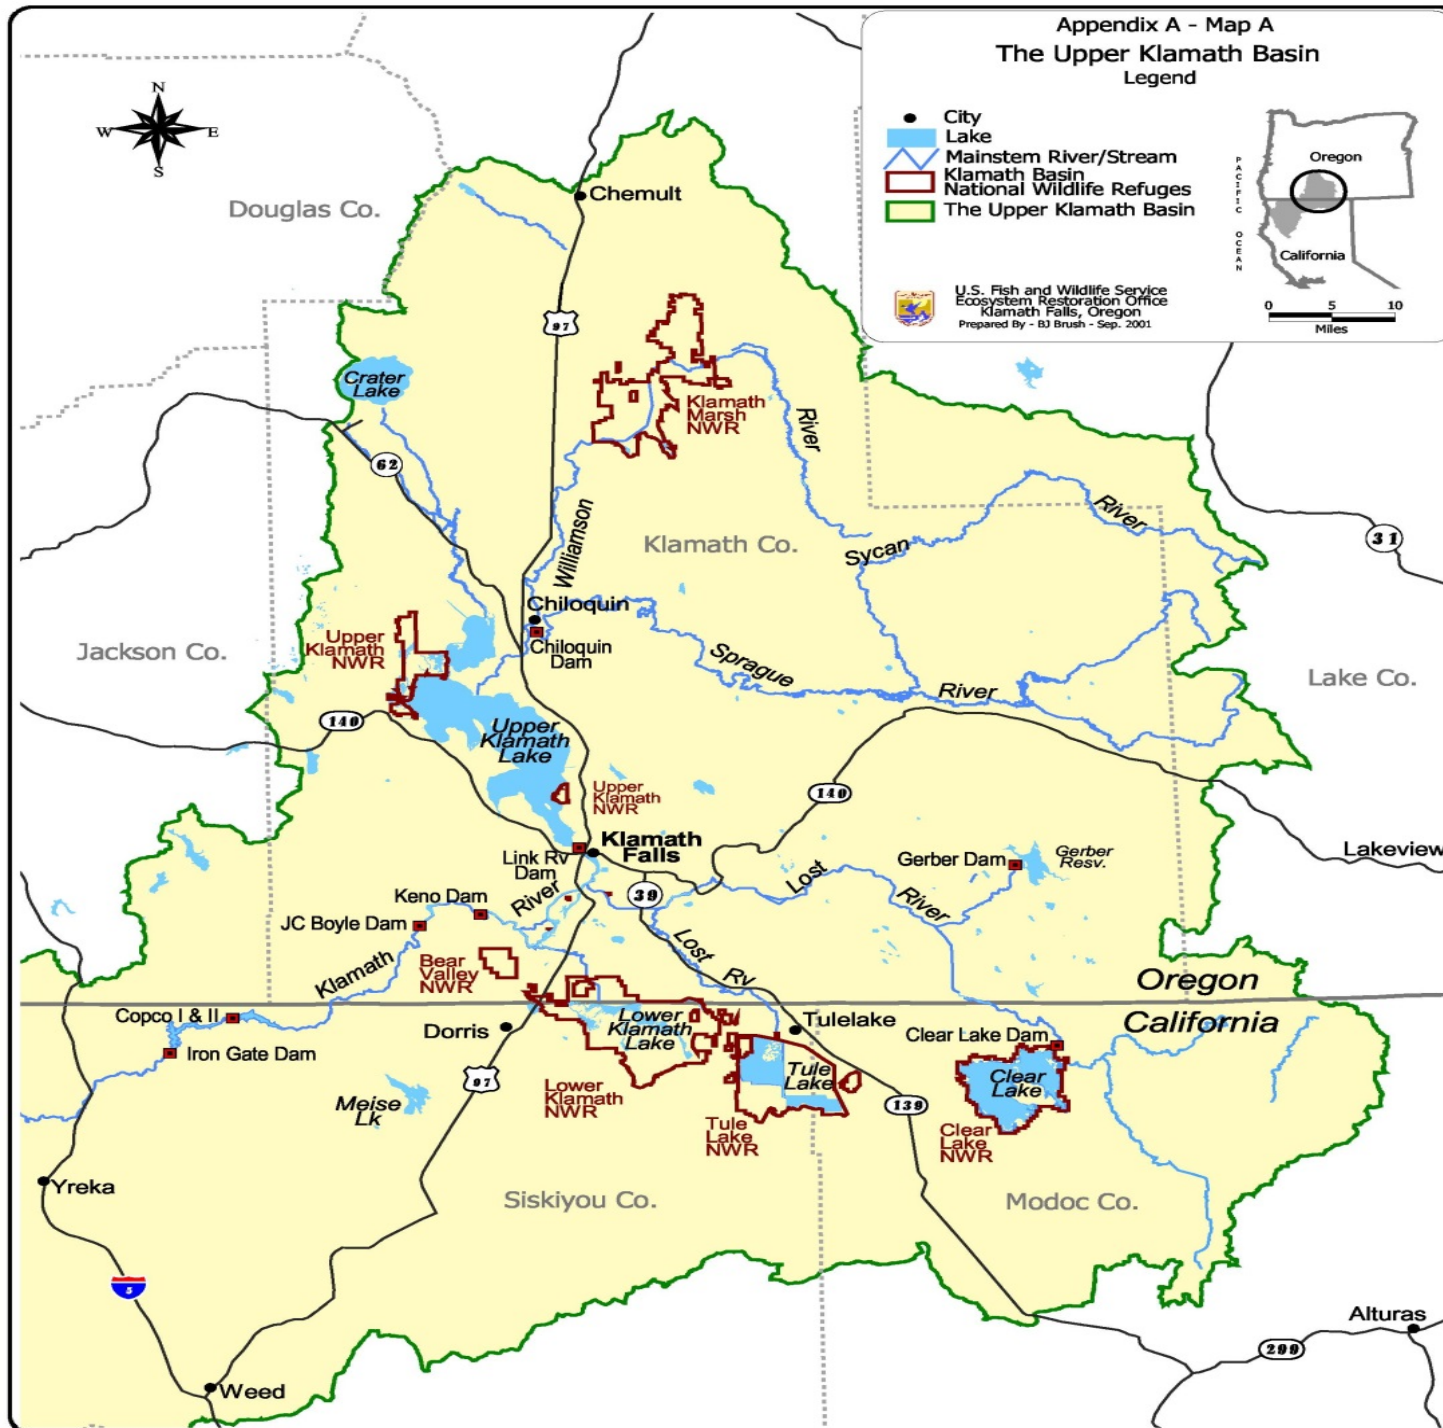 Appendix A - Map A
The Upper Klamath Basin
Legend
City
Lake
Mainstem River/Stream
Klamath Basin
National Wildlife Refuges
The Upper Klamath Basin
U.S. Fish and Wildlife Service
Ecosystem Restoration Office
Klamath Falls, Oregon
Prepared By - BJ Brush - Sep. 2001
PACIFIC OCEAN
Oregon
California
0 5 10
Miles
N
W E
S
Douglas Co.
Chemult
97
Crater
Lake
Klamath
Marsh
NWR
River
62
Williamson
Klamath Co.
Sycan
River
31
Chiloquin
Chiloquin
Dam
Upper
Klamath
NWR
Jackson Co.
Sprague
River
Lake Co.
140
Upper
Klamath
Lake
Upper
Klamath
NWR
140
Klamath
Falls
Link Rv
Dam
River
39
Lost
River
Gerber Dam
Gerber
Resv.
Lakeview
Keno Dam
JC Boyle Dam
Klamath
Bear
Valley
NWR
Lost
Rv
Oregon
California
Copco I & II
Iron Gate Dam
Dorris
Lower
Klamath
Lake
Tulelake
Clear Lake Dam
97
Meise
Lk
Lower
Klamath
NWR
Tule
Lake
Tule
Lake
NWR
139
Clear
Lake
Clear
Lake
NWR
Yreka
Siskiyou Co.
Modoc Co.
5
Weed
Alturas
299